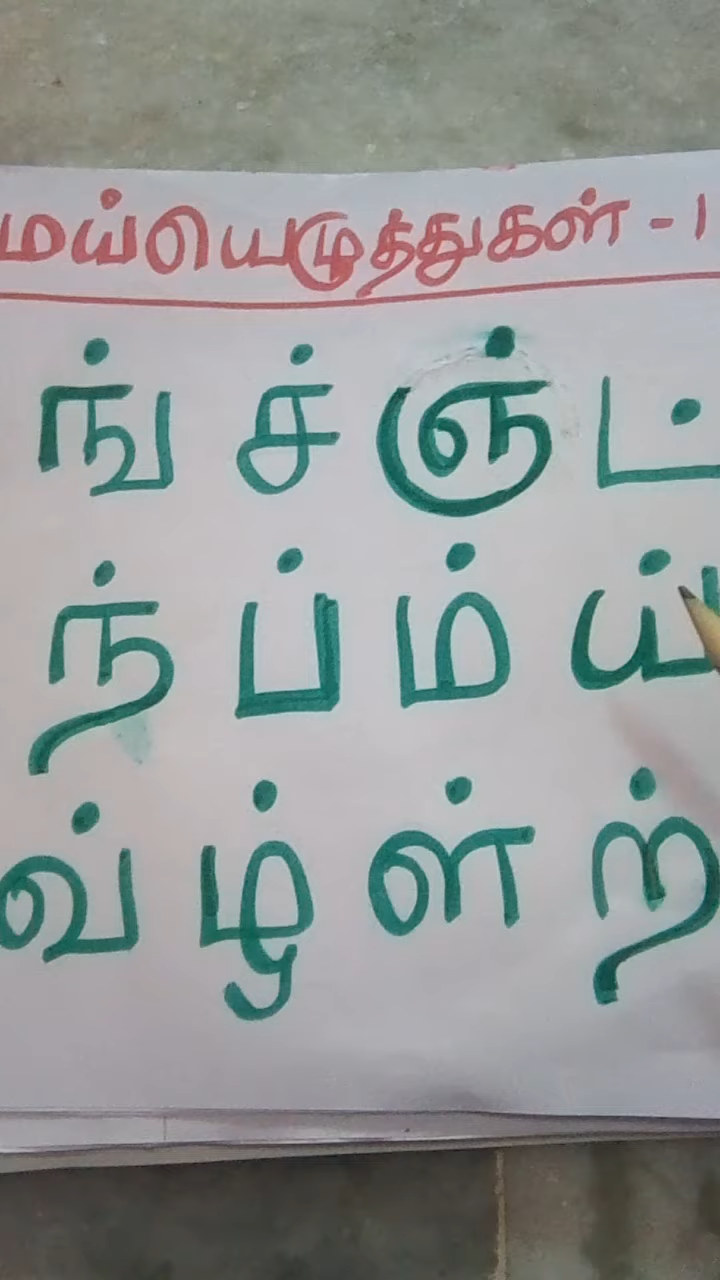 மெய்யெழுத்துகள் - 1
ங் ச் ஞ் ட்
ந் ப் ம் ய்
வ் ழ் ள் ற்